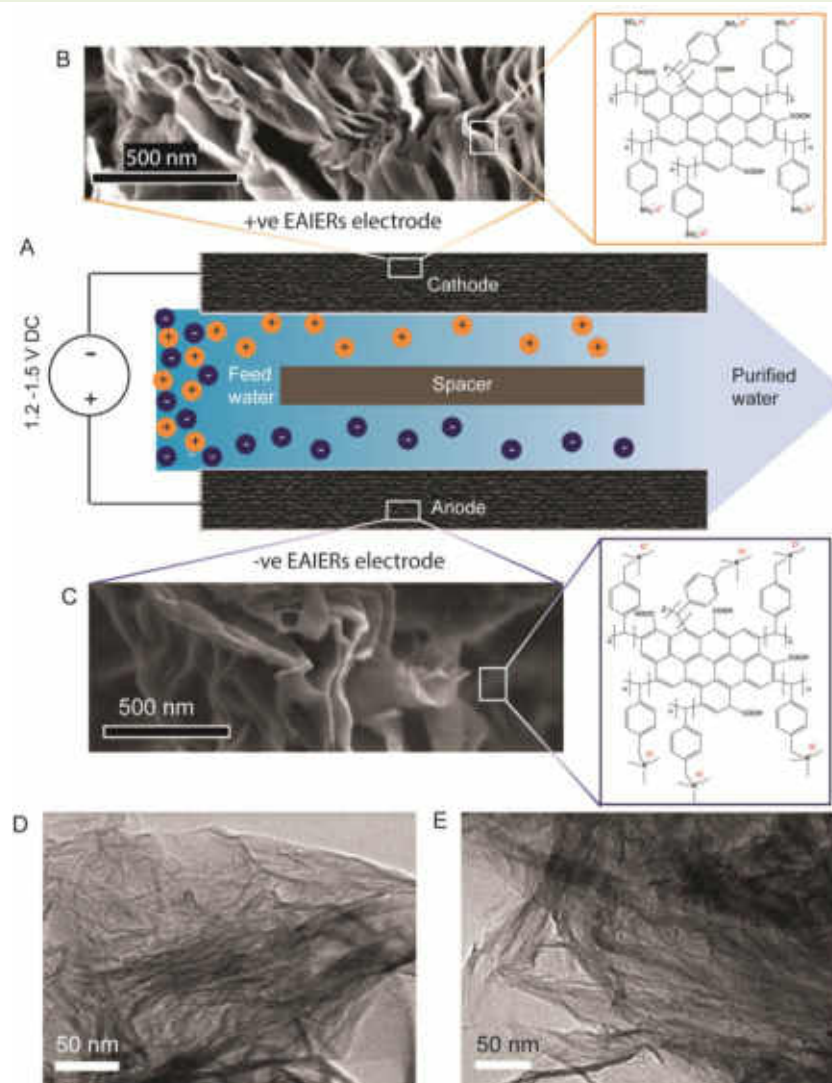 B
500 nm
+ve EAIERs electrode
A
Cathode
1.2 -1.5 V DC
-
+
Feed
water
Spacer
Purified
water
Anode
-ve EAIERs electrode
C
500 nm
D
50 nm
E
50 nm